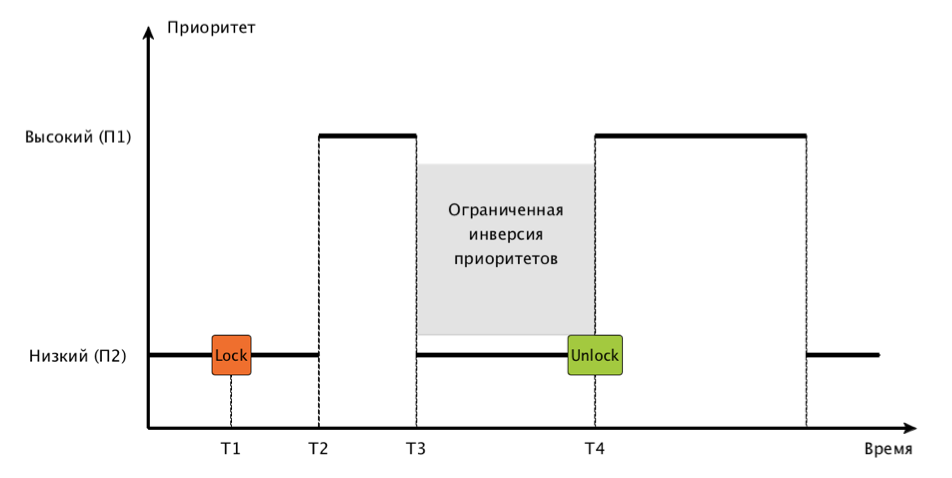 Приоритет
Высокий (П1)
Ограниченная
инверсия
приоритетов
Низкий (П2)
Lock
Unlock
T1
T2
T3
T4
Время